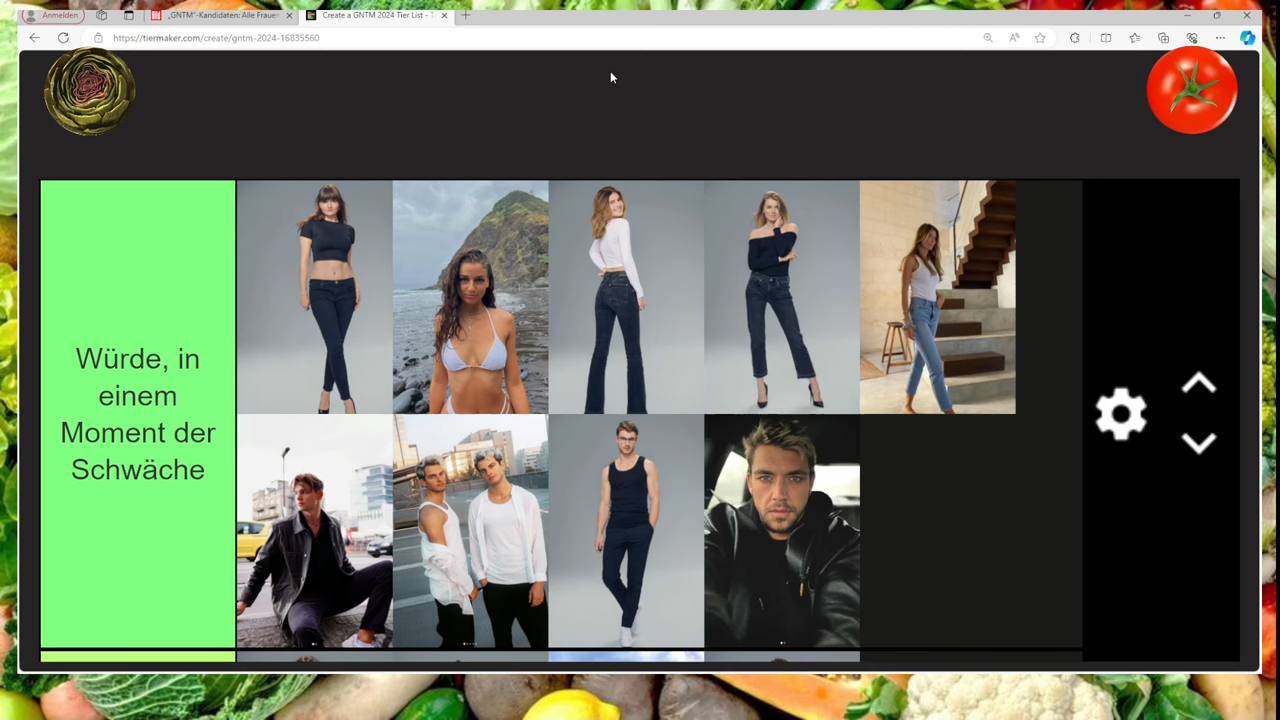 Anmelden
„GNTM"-Kandidaten: Alle Frauen
Create a GNTM 2024 Tier List - T
https://tiermaker.com/create/gntm-2024-16835560
Würde, in
einem
Moment der
Schwäche